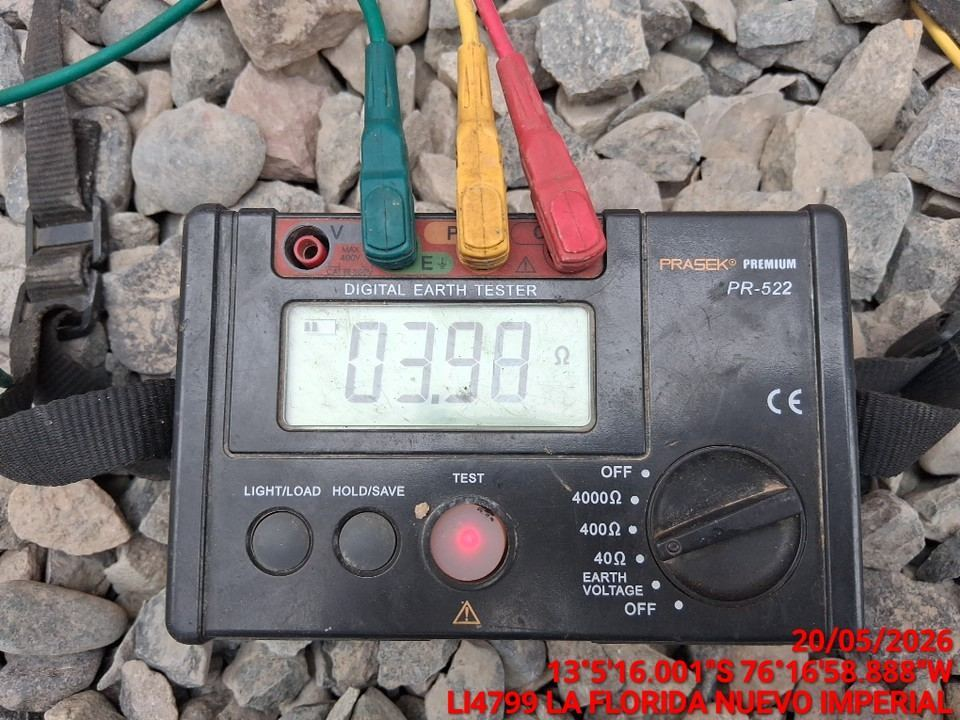 V
P
C
MAX
400V
E
DIGITAL EARTH TESTER
PRASEK® PREMIUM
PR-522
03.98 Ω
CE
LIGHT/LOAD HOLD/SAVE
TEST
OFF
4000Ω
400Ω
40Ω
EARTH
VOLTAGE
OFF
20/05/2026
13°5'16.001"S 76°16'58.888"W
LI4799 LA FLORIDA NUEVO IMPERIAL